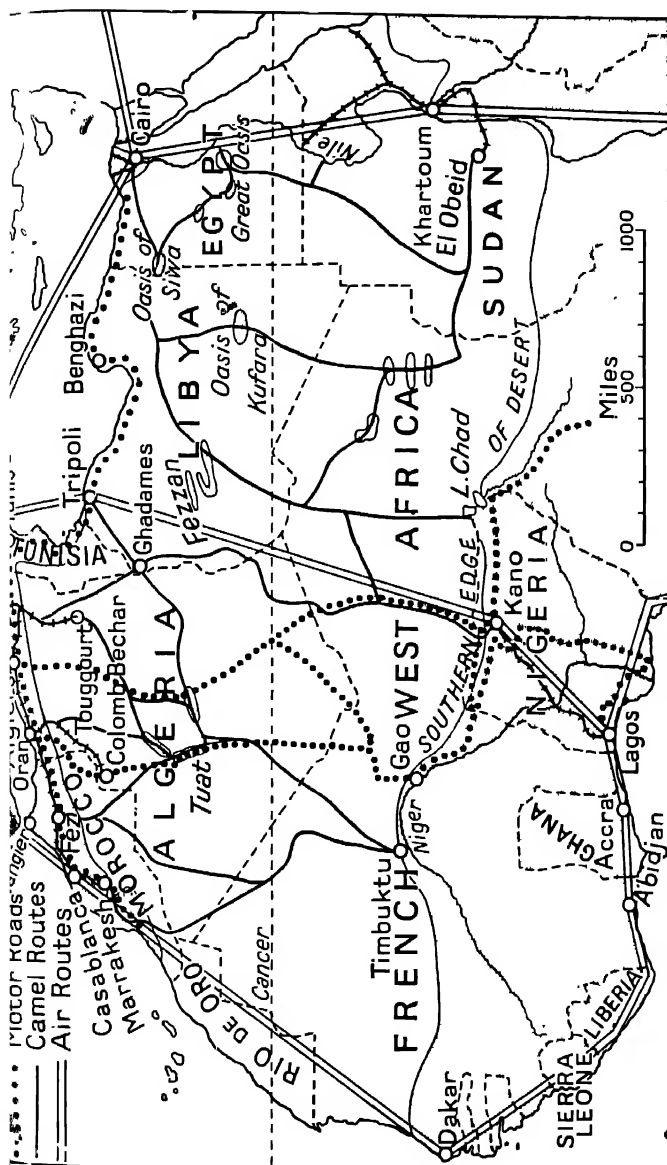 Motor Roads
Camel Routes
Air Routes
Tangier
Oran
Algiers
TUNISIA
Tripoli
Benghazi
Cairo
Casablanca
Fez
Marrakesh
MOROCCO
Touggourt
Colomb Bechar
Ghadames
ALGERIA
Tuat
Fezzan
LIBYA
Oasis of
Siwa
EGYPT
Great Oasis
Oasis of
Kufara
Nile
RIO DE ORO
Cancer
Timbuktu
Gao
Niger
FRENCH
WEST
AFRICA
SOUTHERN
EDGE
OF DESERT
L. Chad
Khartoum
El Obeid
SUDAN
Dakar
SIERRA
LEONE
LIBERIA
Abidjan
Accra
GHANA
Lagos
Kano
NIGERIA
0
500
1000
Miles